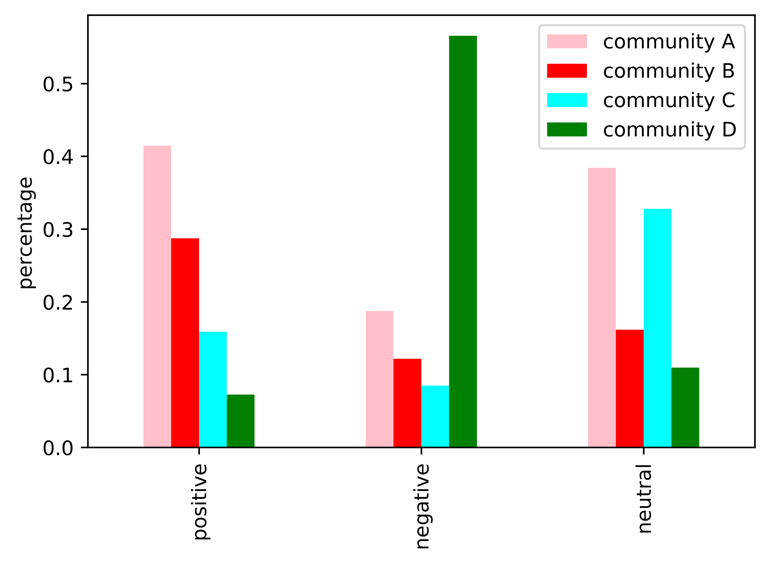 community A
community B
community C
community D
percentage
0.5
0.4
0.3
0.2
0.1
0.0
positive
negative
neutral